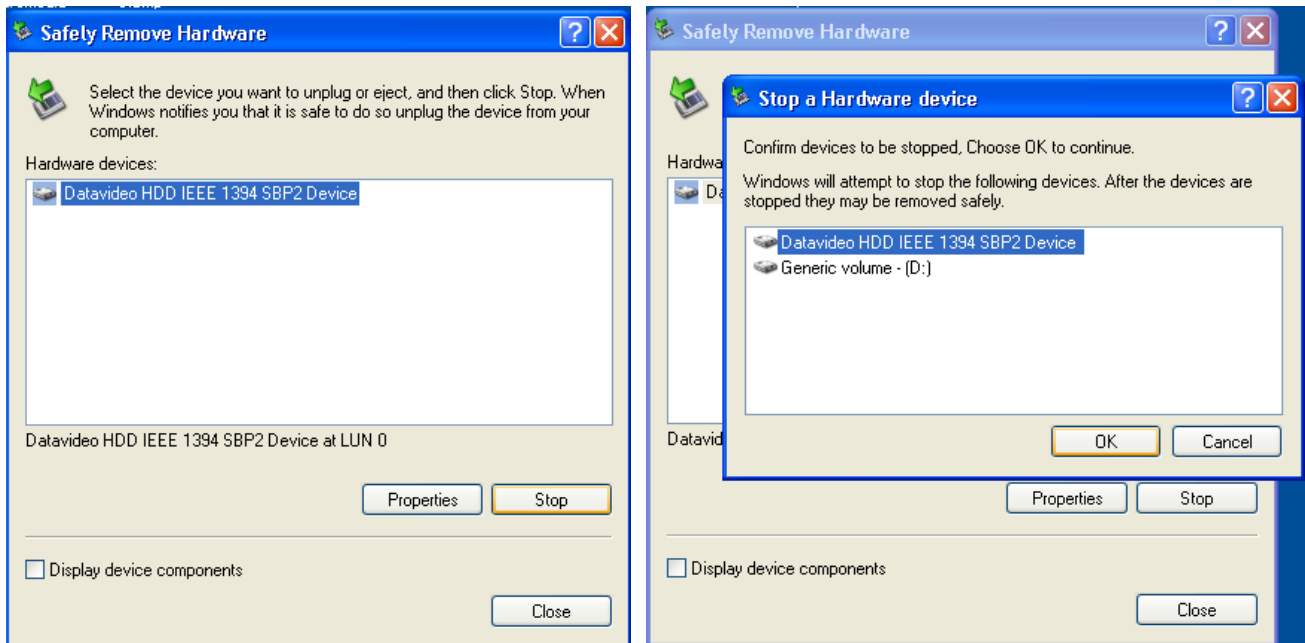 Safely Remove Hardware
Select the device you want to unplug or eject, and then click Stop. When
Windows notifies you that it is safe to do so unplug the device from your
computer.
Hardware devices:
Datavideo HDD IEEE 1394 SBP2 Device
Datavideo HDD IEEE 1394 SBP2 Device at LUN 0
Properties
Stop
Display device components
Close
Safely Remove Hardware
Hardwa
Da
Datavid
Stop a Hardware device
Confirm devices to be stopped, Choose OK to continue.
Windows will attempt to stop the following devices. After the devices are
stopped they may be removed safely.
Datavideo HDD IEEE 1394 SBP2 Device
Generic volume - (D:)
OK
Cancel
Properties
Stop
Display device components
Close